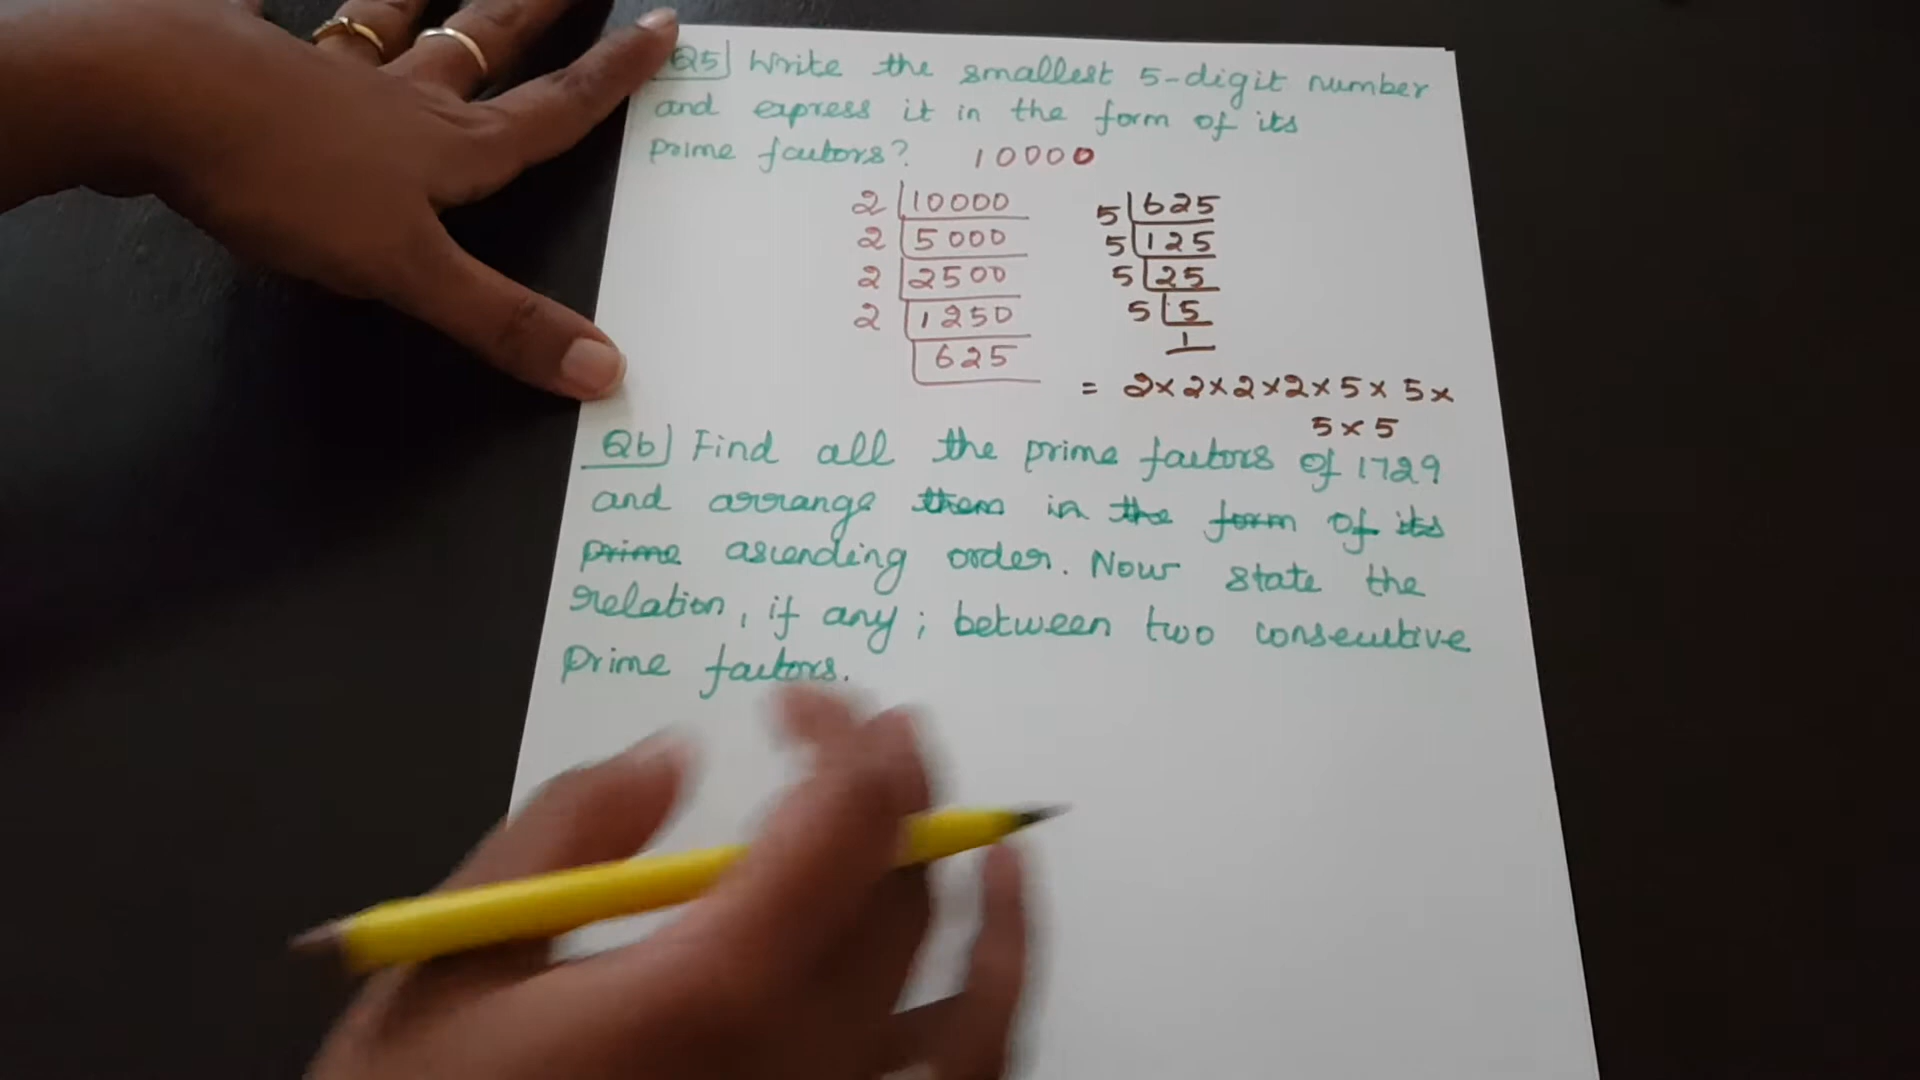 Q5 Write the smallest 5-digit number
and express it in the form of its
prime factors? 10000
2 10000
2 5000
2 2500
2 1250
625
5 625
5 125
5 25
5 5
1
= 2×2×2×2×5×5×
5×5
Q6 Find all the prime factors of 1729
and arrange them in the form of its
prime ascending order. Now state the
relation, if any; between two consecutive
prime factors.